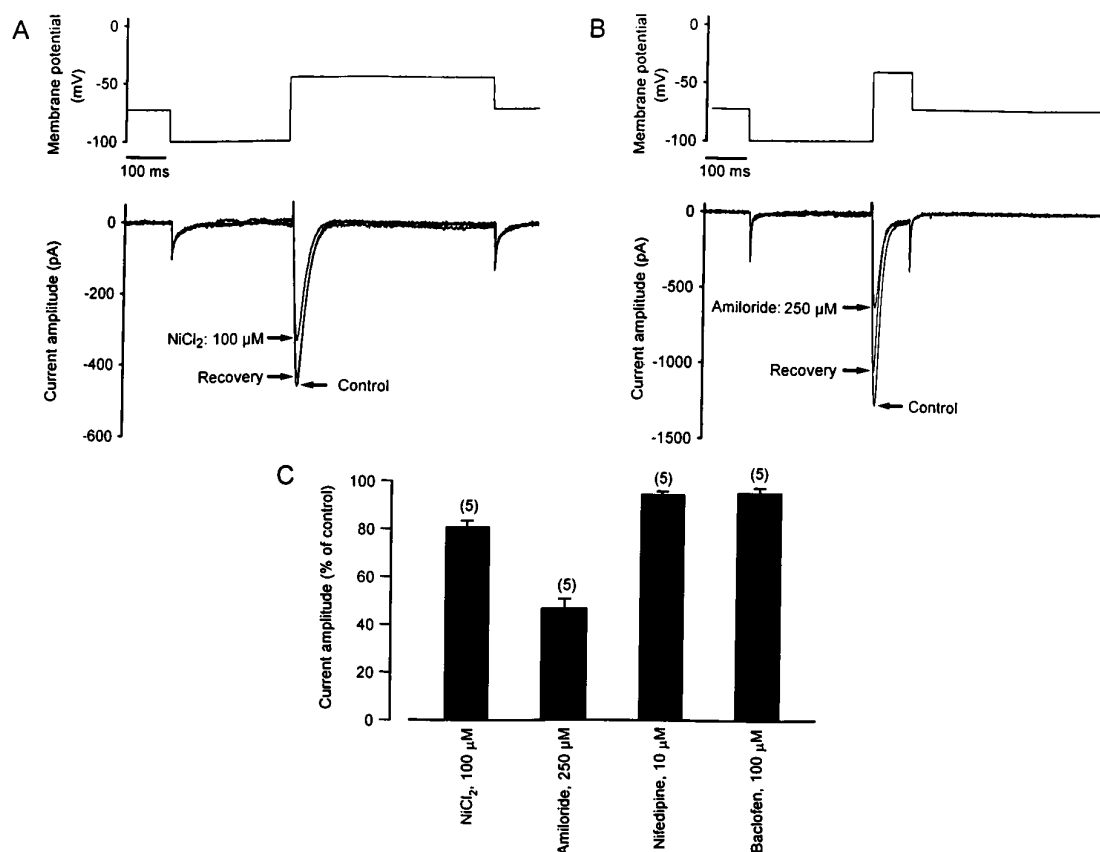 A
Membrane potential
(mV)
0
-50
-100
100 ms
Current amplitude (pA)
0
-200
-400
-600
NiCl2: 100 µM
Recovery
Control
B
Membrane potential
(mV)
0
-50
-100
100 ms
Current amplitude (pA)
0
-500
-1000
-1500
Amiloride: 250 µM
Recovery
Control
C
Current amplitude (% of control)
100
80
60
40
20
0
(5)
(5)
(5)
(5)
NiCl2, 100 µM
Amiloride, 250 µM
Nifedipine, 10 µM
Baclofen, 100 µM